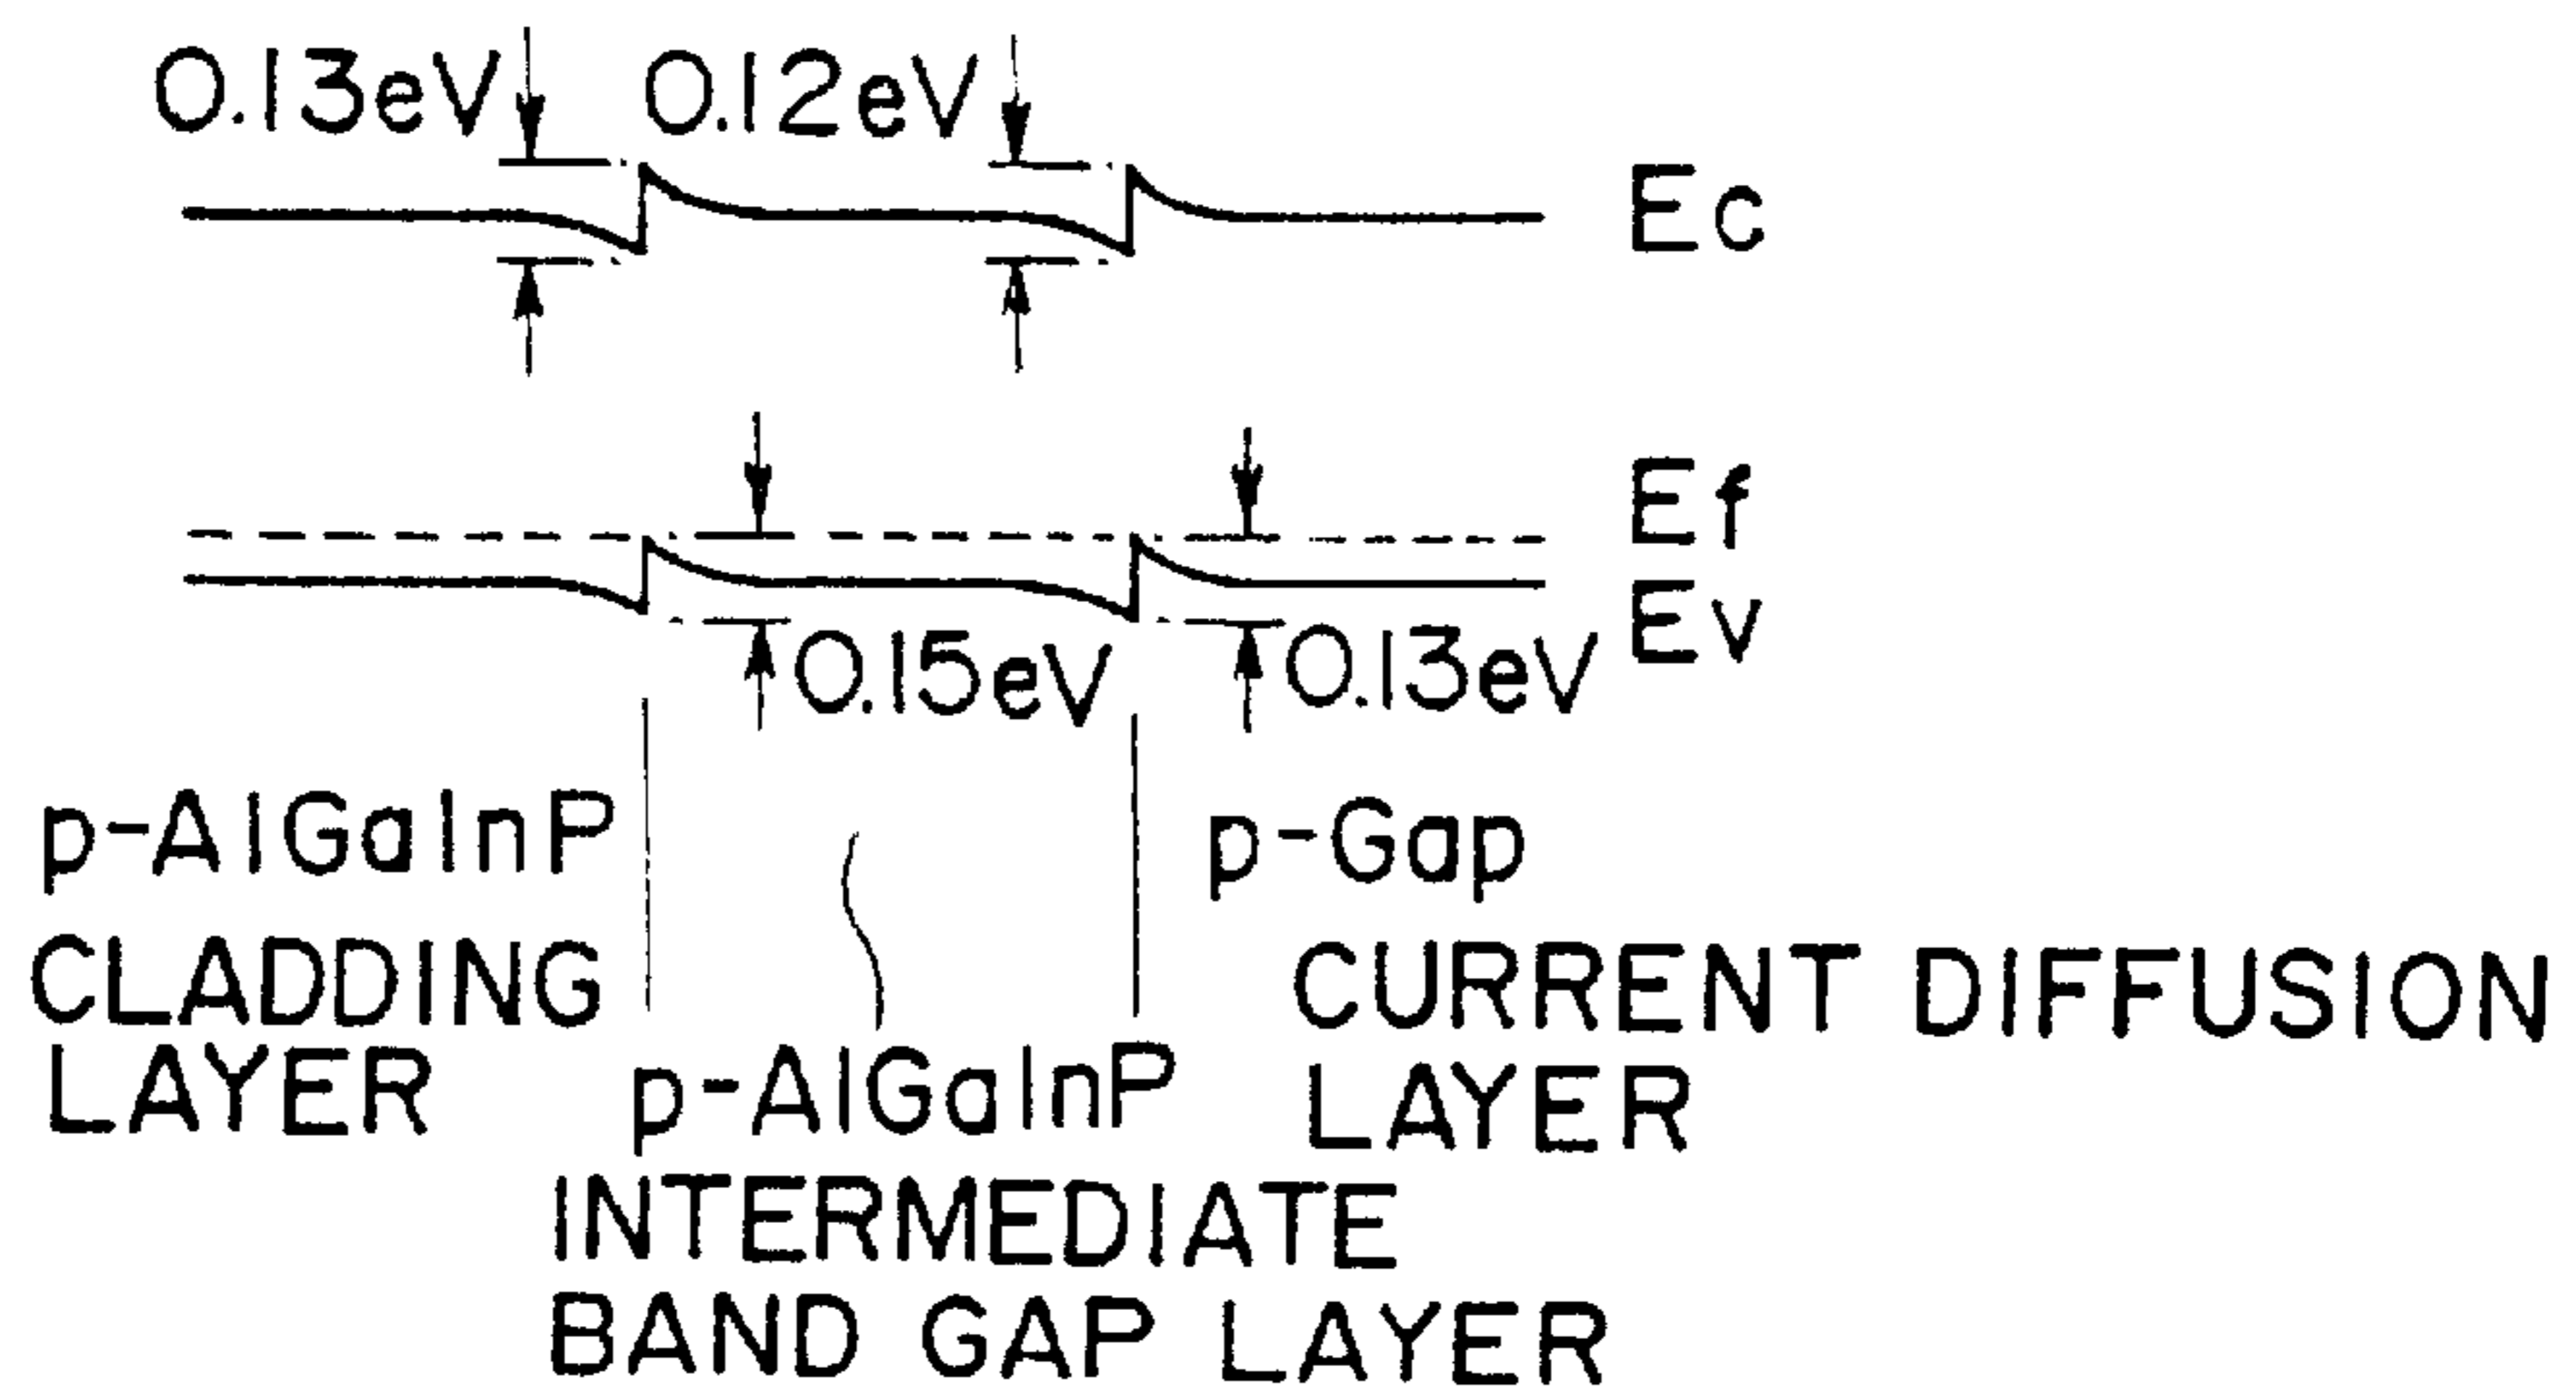 0.13eV
0.12eV
Ec
Ef
Ev
0.15eV
0.13eV
p-AlGaInP
CLADDING
LAYER
p-AlGaInP
INTERMEDIATE
BAND GAP LAYER
p-Gap
CURRENT DIFFUSION
LAYER